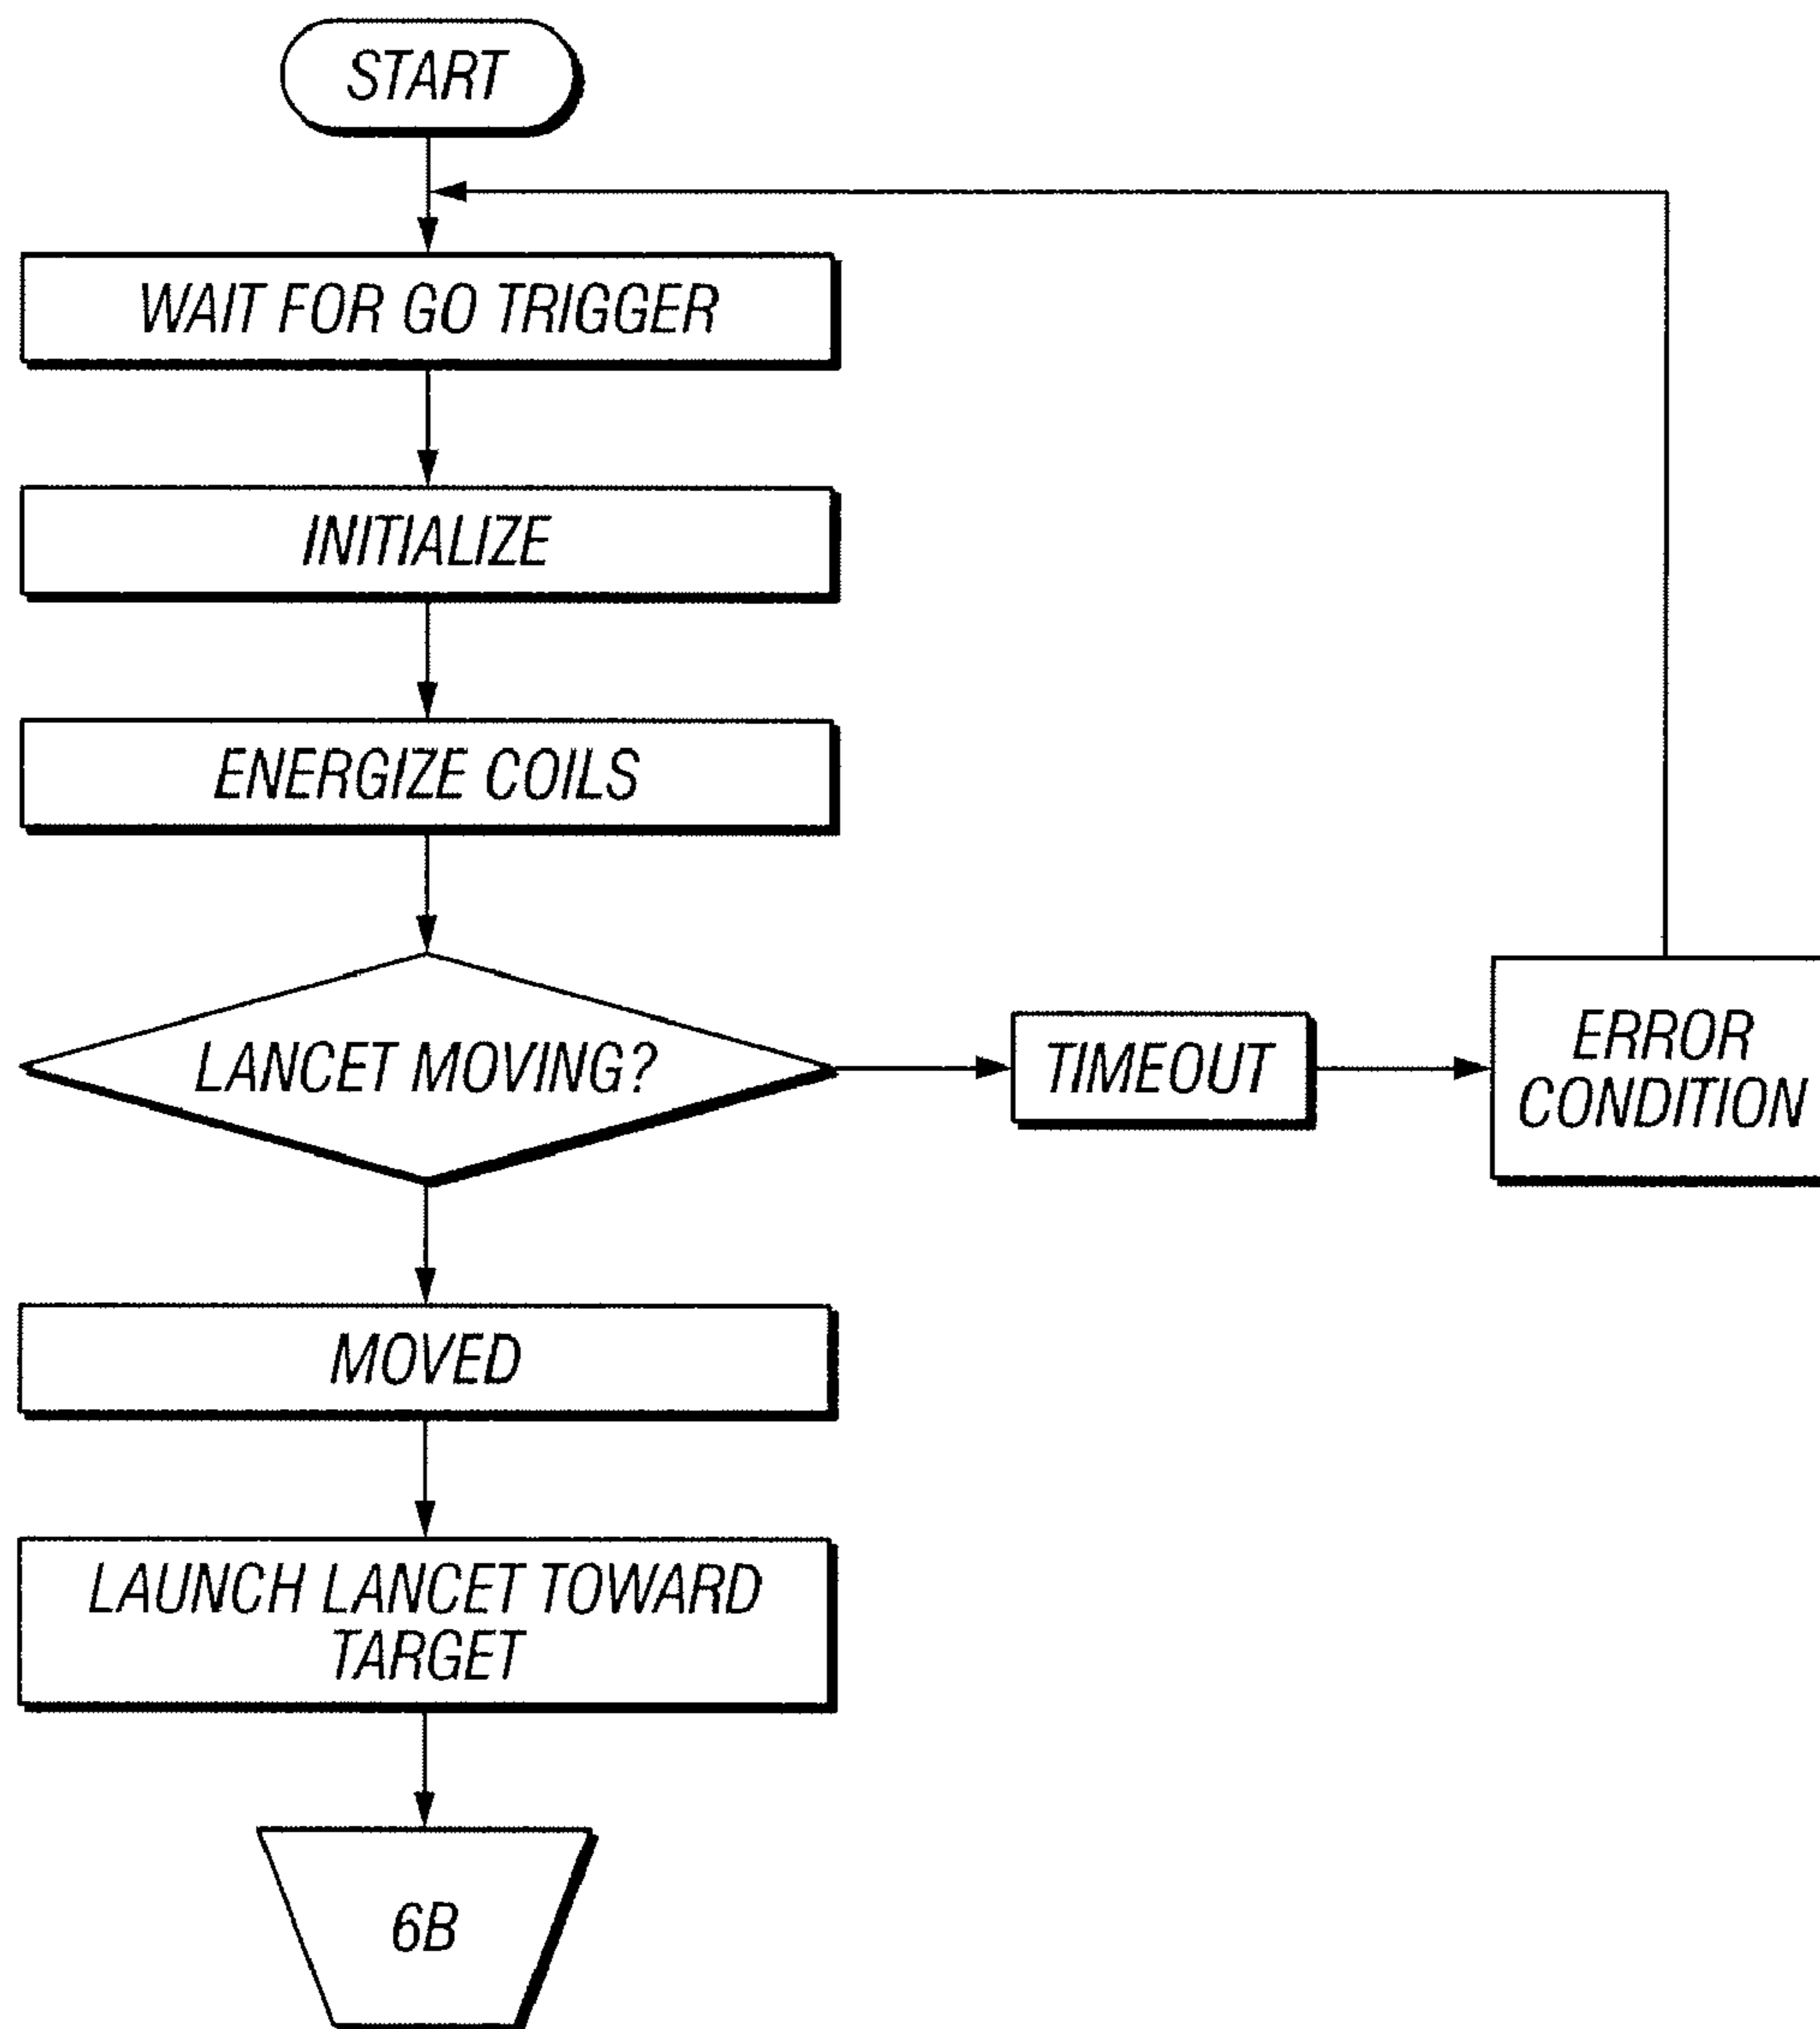 START
WAIT FOR GO TRIGGER
INITIALIZE
ENERGIZE COILS
LANCET MOVING?
TIMEOUT
ERROR
CONDITION
MOVED
LAUNCH LANCET TOWARD
TARGET
6B